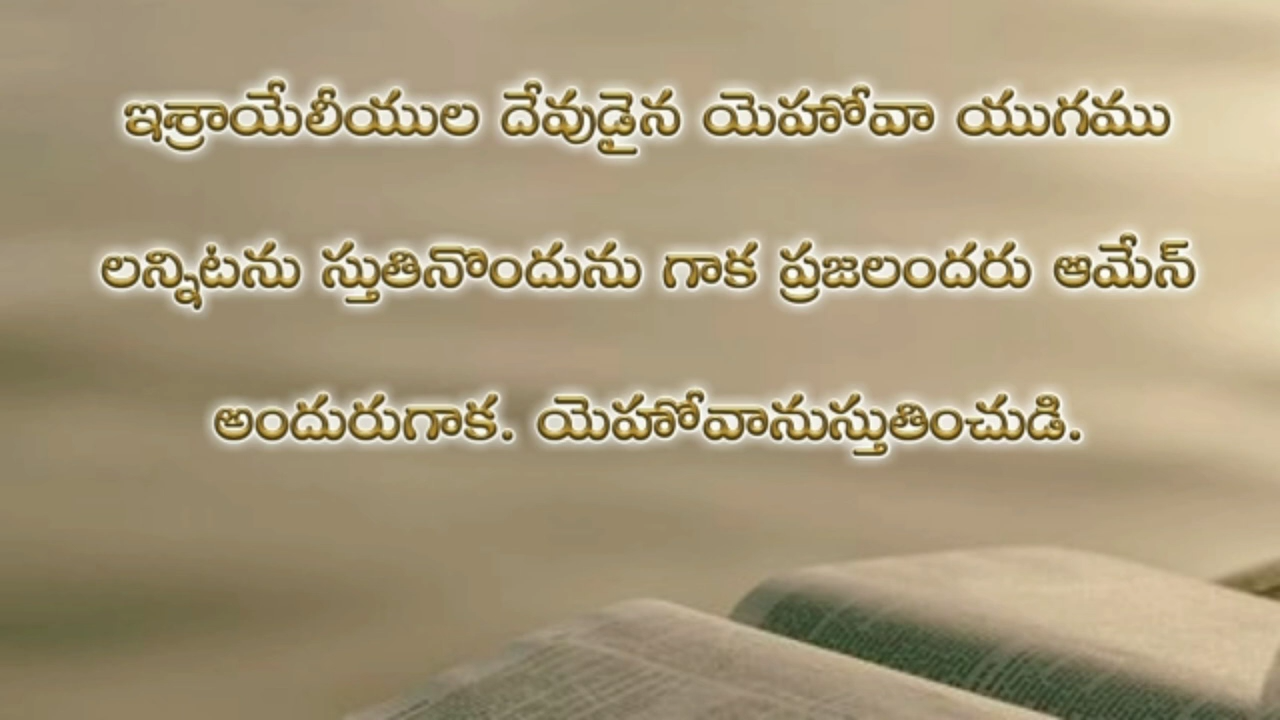 ఇశ్రాయేలీయుల దేవుడైన యెహోవా యుగము
లన్నిటను స్తుతినొందును గాక ప్రజలందరు ఆమేన్
అందురుగాక. యెహోవానుస్తుతించుడి.